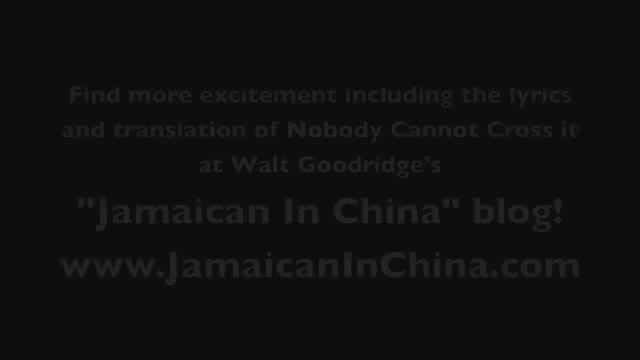 Find more excitement including the lyrics
and translation of Nobody Cannot Cross it
at Walt Goodridge's
"Jamaican In China" blog!
www.JamaicanInChina.com